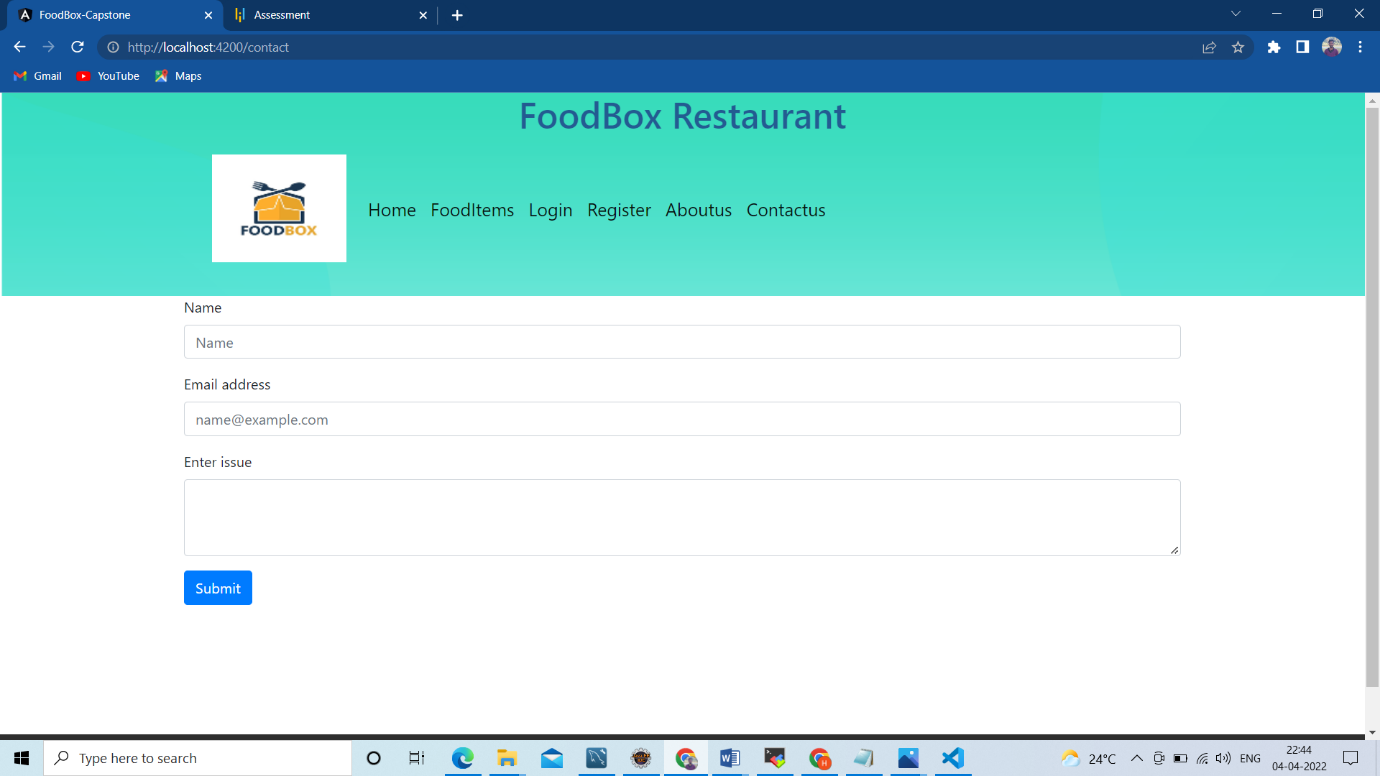 FoodBox-Capstone
Assessment
http://localhost:4200/contact
Gmail YouTube Maps
FoodBox Restaurant
FOODBOX
Home FoodItems Login Register Aboutus Contactus
Name
Name
Email address
name@example.com
Enter issue
Submit
Type here to search
24°C
ENG
22:44
04-04-2022